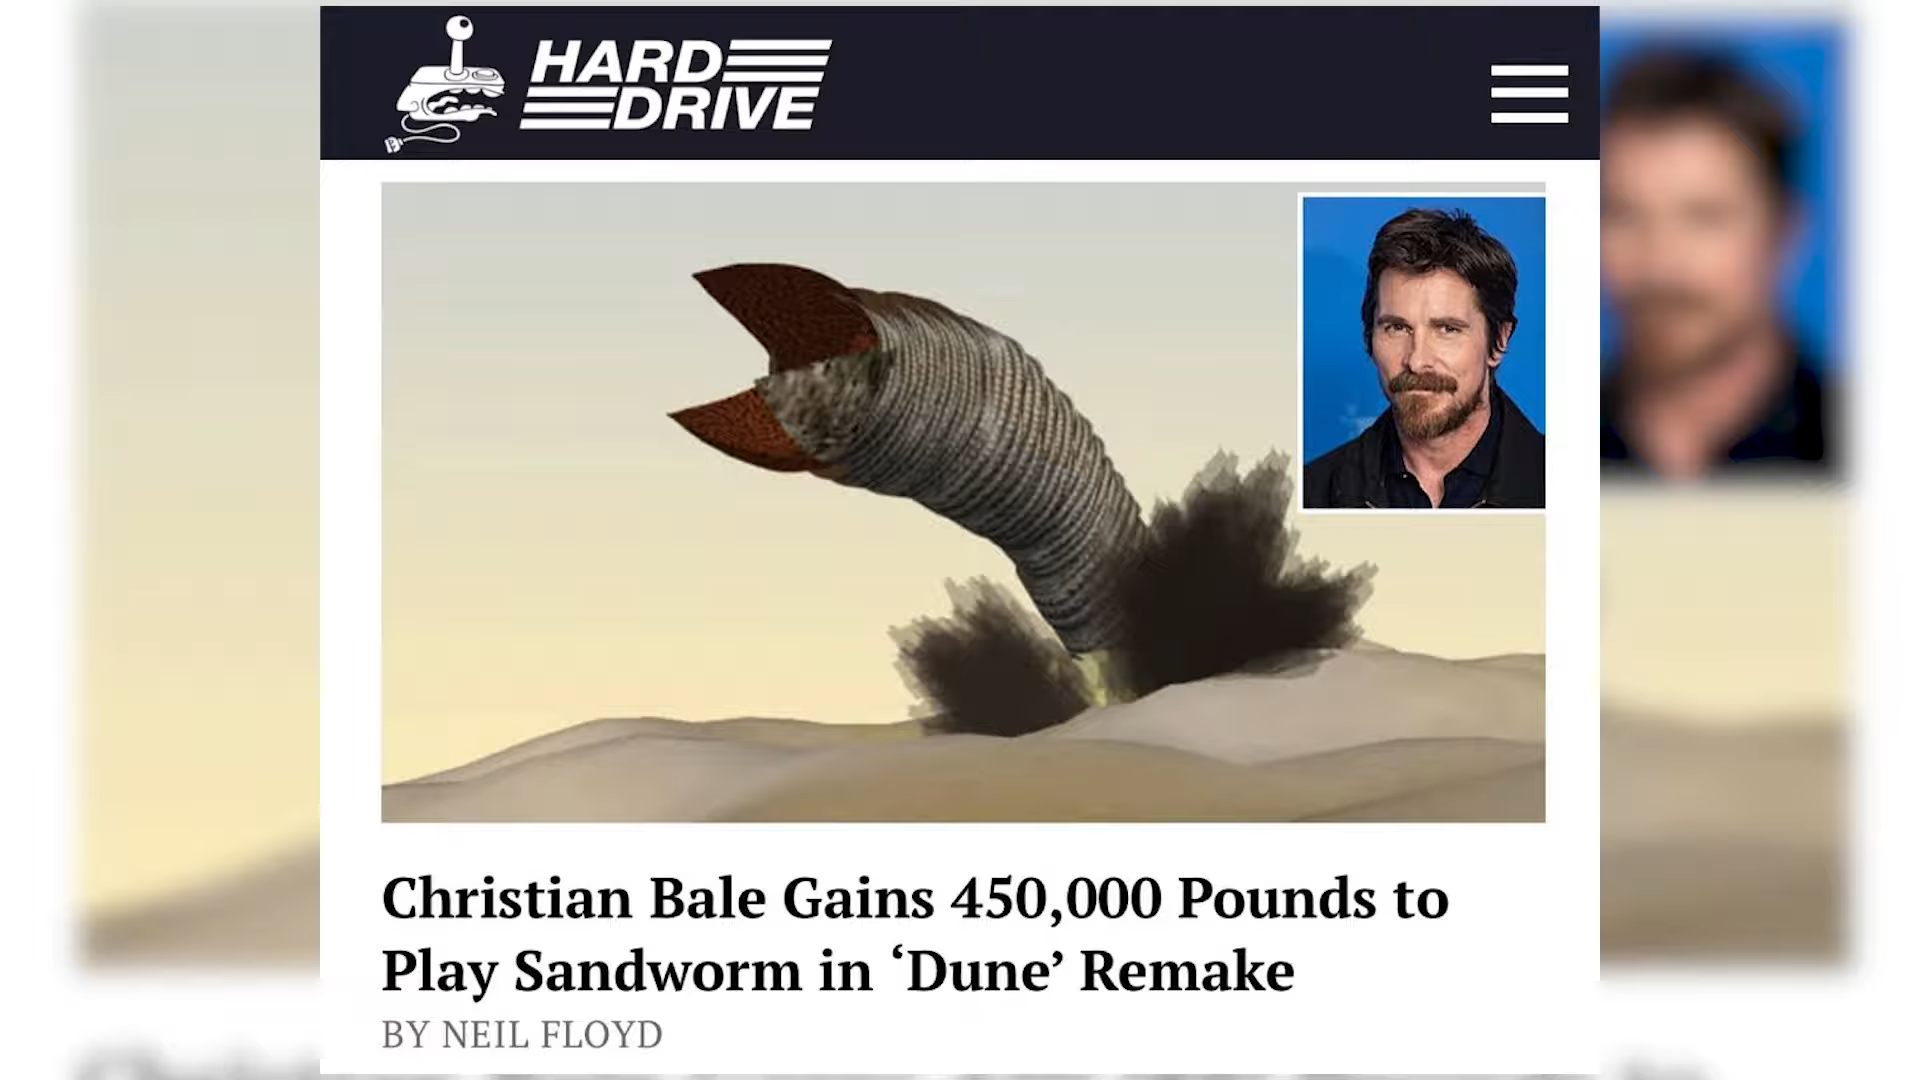 HARD
DRIVE
Christian Bale Gains 450,000 Pounds to
Play Sandworm in ‘Dune’ Remake
BY NEIL FLOYD